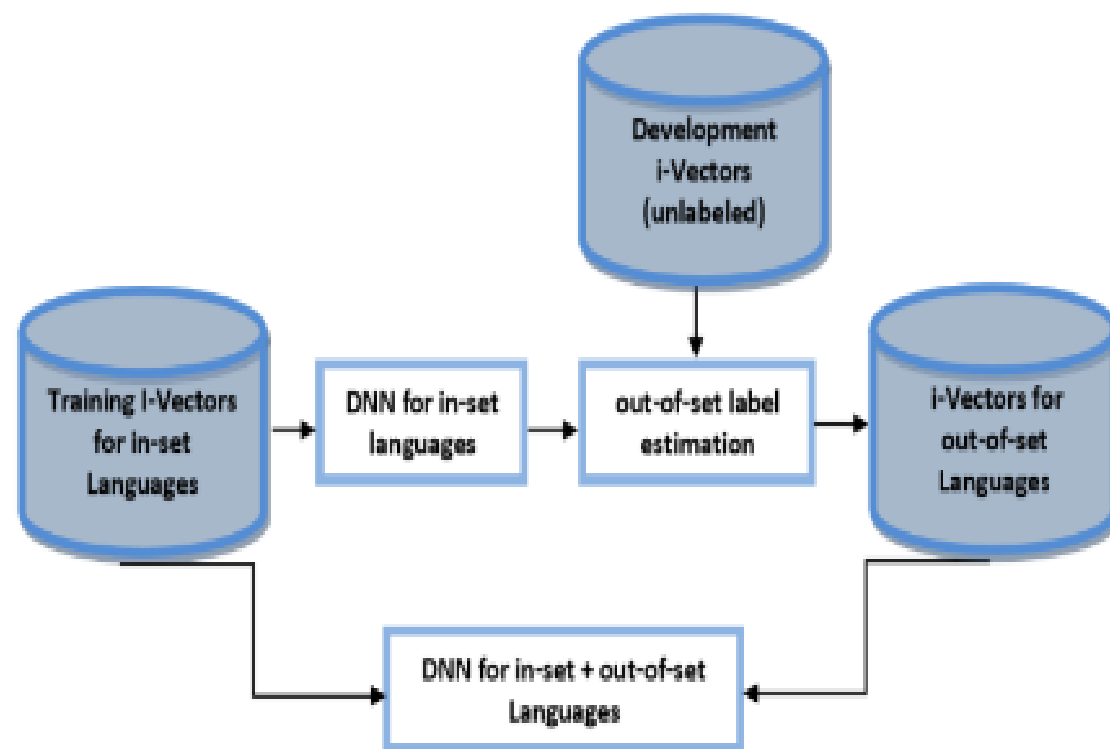 Development
i-Vectors
(unlabeled)
Training I-Vectors
for in-set
Languages
DNN for in-set
languages
out-of-set label
estimation
i-Vectors for
out-of-set
Languages
DNN for in-set + out-of-set
Languages